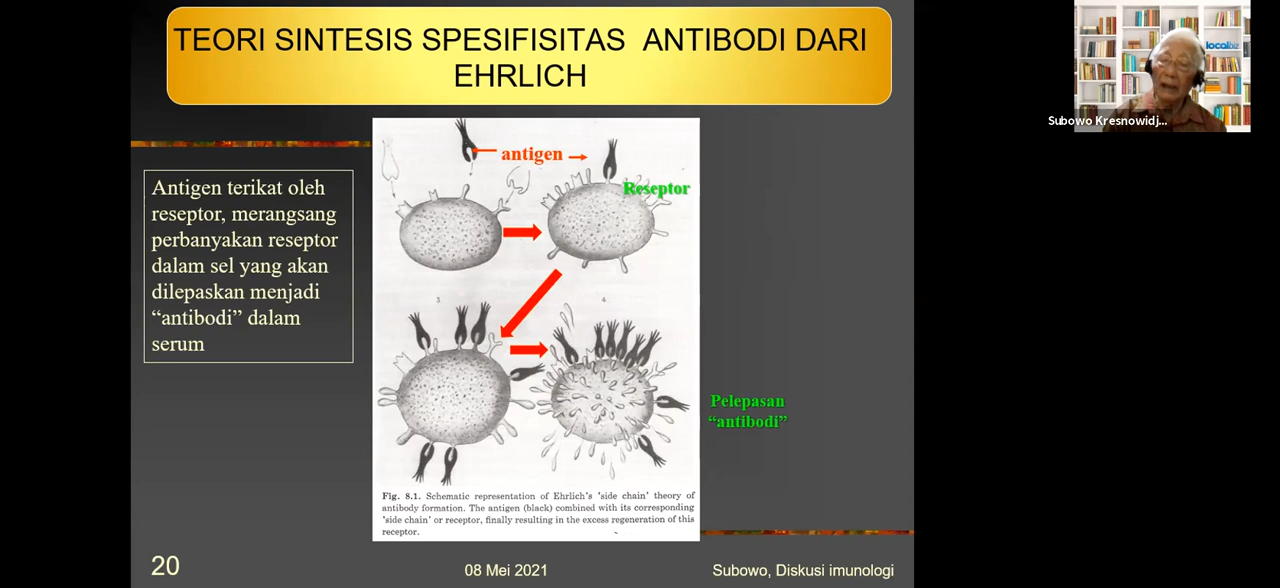 TEORI SINTESIS SPESIFISITAS ANTIBODI DARI
EHRLICH
localbiz
Subowo Kresnowidj...
antigen
Reseptor
Antigen terikat oleh
reseptor, merangsang
perbanyakan reseptor
dalam sel yang akan
dilepaskan menjadi
“antibodi” dalam
serum
3
4
Pelepasan
“antibodi”
Fig. 8.1. Schematic representation of Ehrlich's 'side chain' theory of
antibody formation. The antigen (black) combined with its corresponding
'side chain' or receptor, finally resulting in the excess regeneration of this
receptor.
20
08 Mei 2021
Subowo, Diskusi imunologi